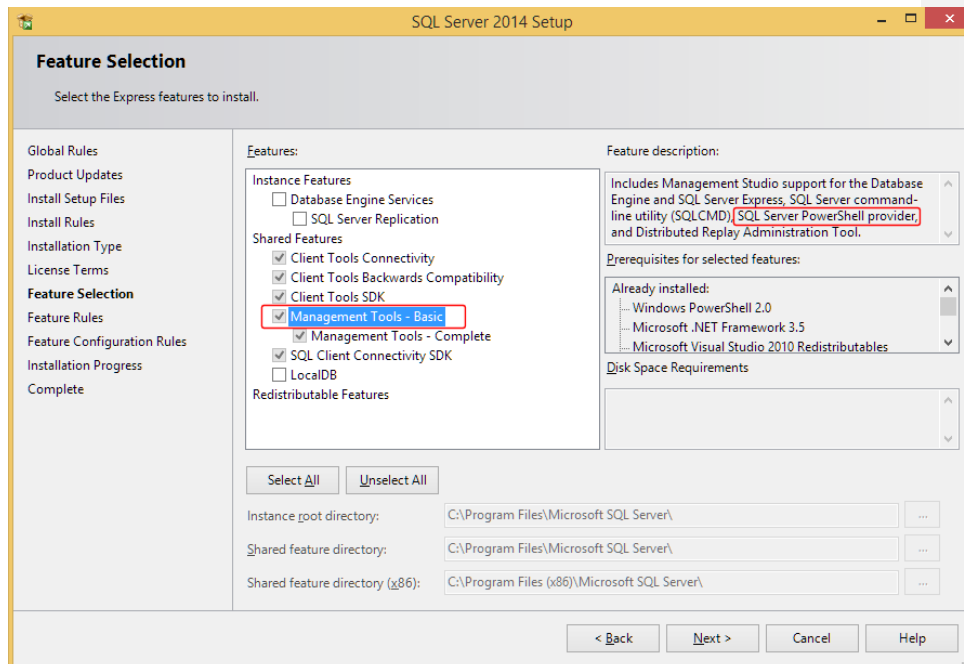 SQL Server 2014 Setup
Feature Selection
Select the Express features to install.
Global Rules
Product Updates
Install Setup Files
Install Rules
Installation Type
License Terms
Feature Selection
Feature Rules
Feature Configuration Rules
Installation Progress
Complete
Features:
Instance Features
Database Engine Services
SQL Server Replication
Shared Features
Client Tools Connectivity
Client Tools Backwards Compatibility
Client Tools SDK
Management Tools - Basic
Management Tools - Complete
SQL Client Connectivity SDK
LocalDB
Redistributable Features
Feature description:
Includes Management Studio support for the Database
Engine and SQL Server Express, SQL Server command-
line utility (SQLCMD), SQL Server PowerShell provider,
and Distributed Replay Administration Tool.
Prerequisites for selected features:
Already installed:
Windows PowerShell 2.0
Microsoft .NET Framework 3.5
Microsoft Visual Studio 2010 Redistributables
Disk Space Requirements
Select All
Unselect All
Instance root directory:
C:\Program Files\Microsoft SQL Server\
...
Shared feature directory:
C:\Program Files\Microsoft SQL Server\
...
Shared feature directory (x86):
C:\Program Files (x86)\Microsoft SQL Server\
...
< Back
Next >
Cancel
Help